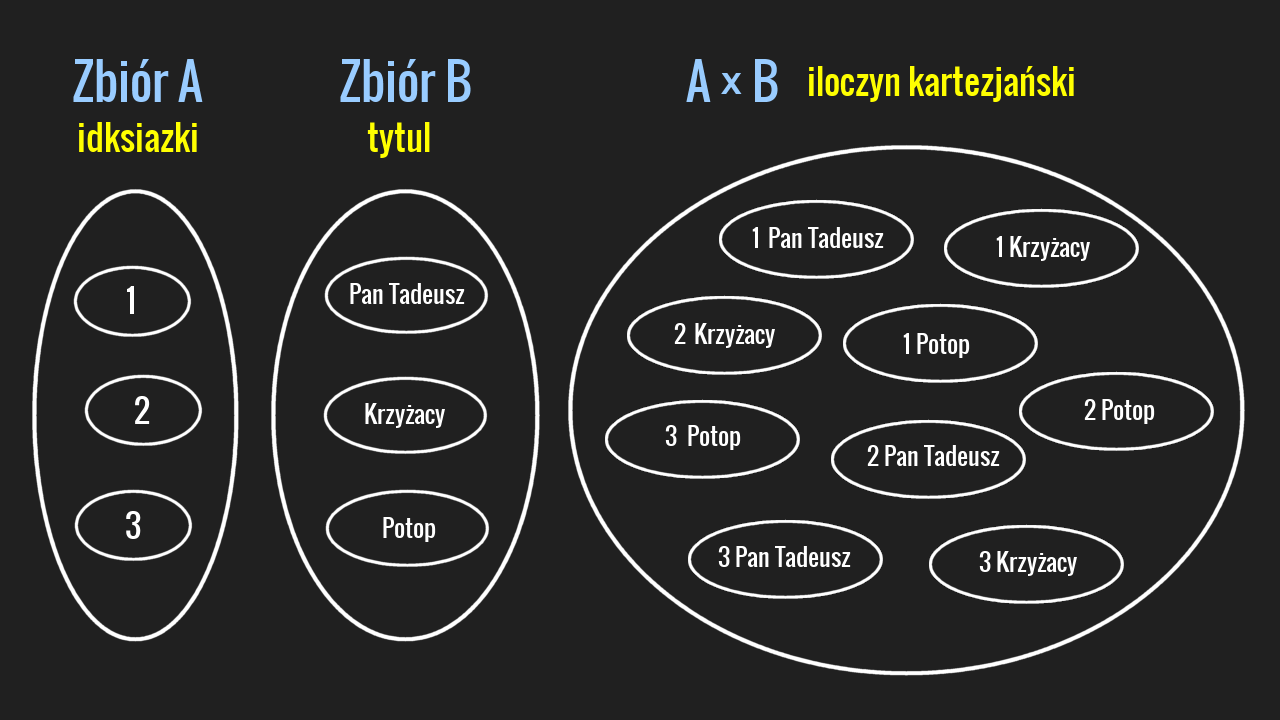 Zbiór A
idksiazki
1
2
3
Zbiór B
tytul
Pan Tadeusz
Krzyżacy
Potop
A x B iloczyn kartezjański
1 Pan Tadeusz
1 Krzyżacy
2 Krzyżacy
1 Potop
2 Potop
3 Potop
2 Pan Tadeusz
3 Pan Tadeusz
3 Krzyżacy